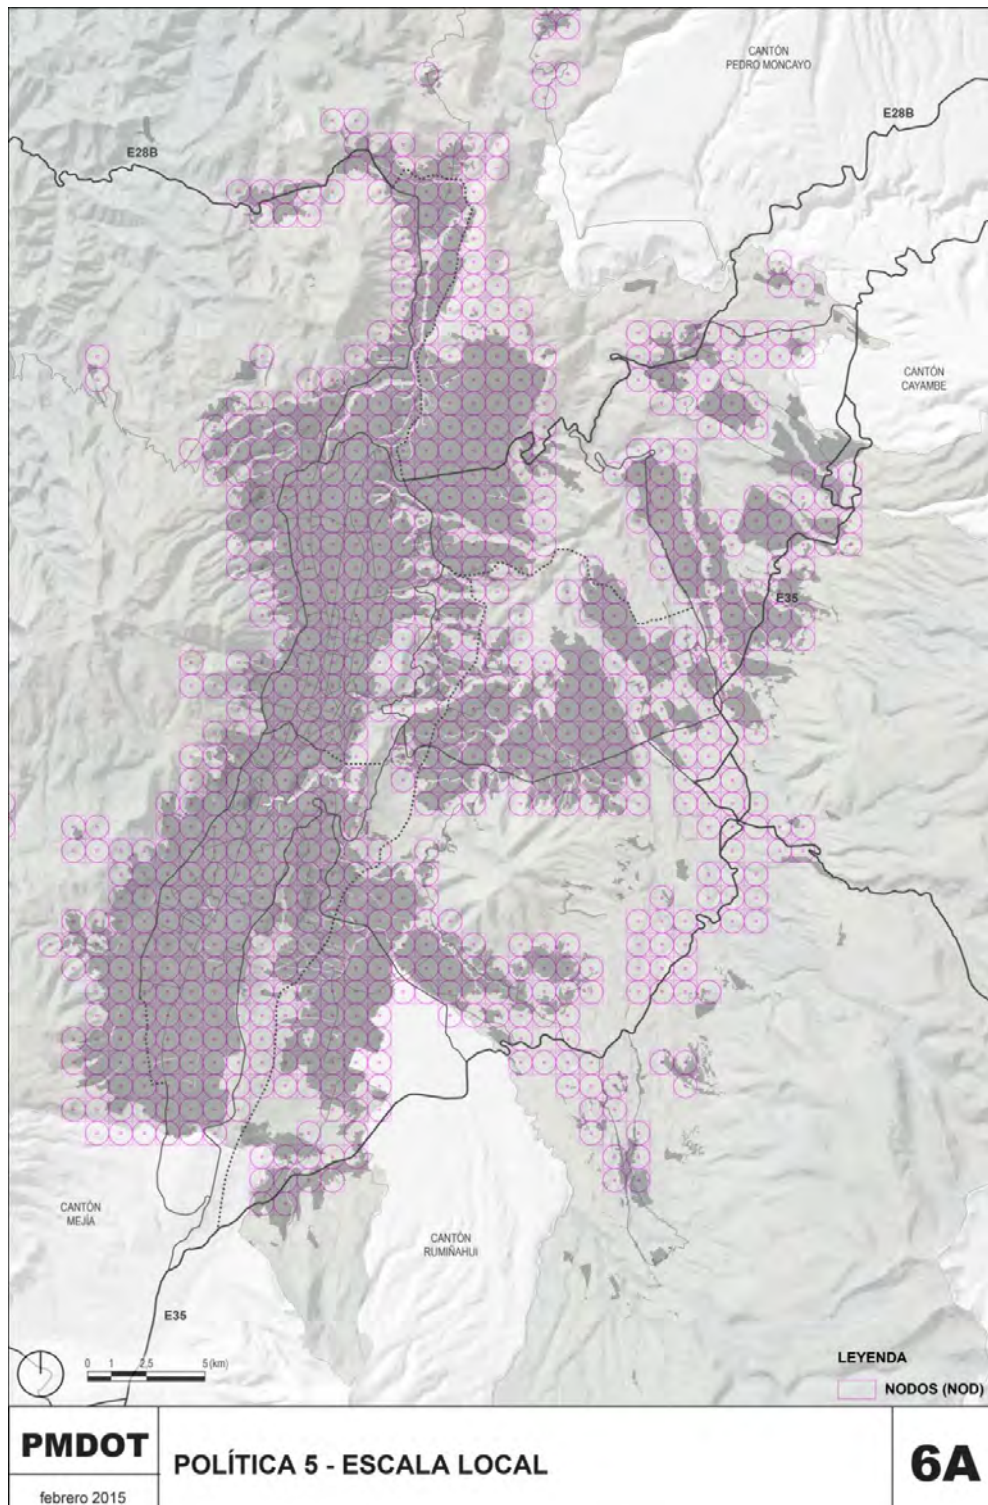 CANTÓN
PEDRO MONCAYO
E28B
E28B
CANTÓN
CAYAMBE
E35
CANTÓN
MEJÍA
CANTÓN
RUMIÑAHUI
E35
0 1 2,5 5 (km)
LEYENDA
NODOS (NOD)
PMDOT
febrero 2015
POLÍTICA 5 - ESCALA LOCAL
6A